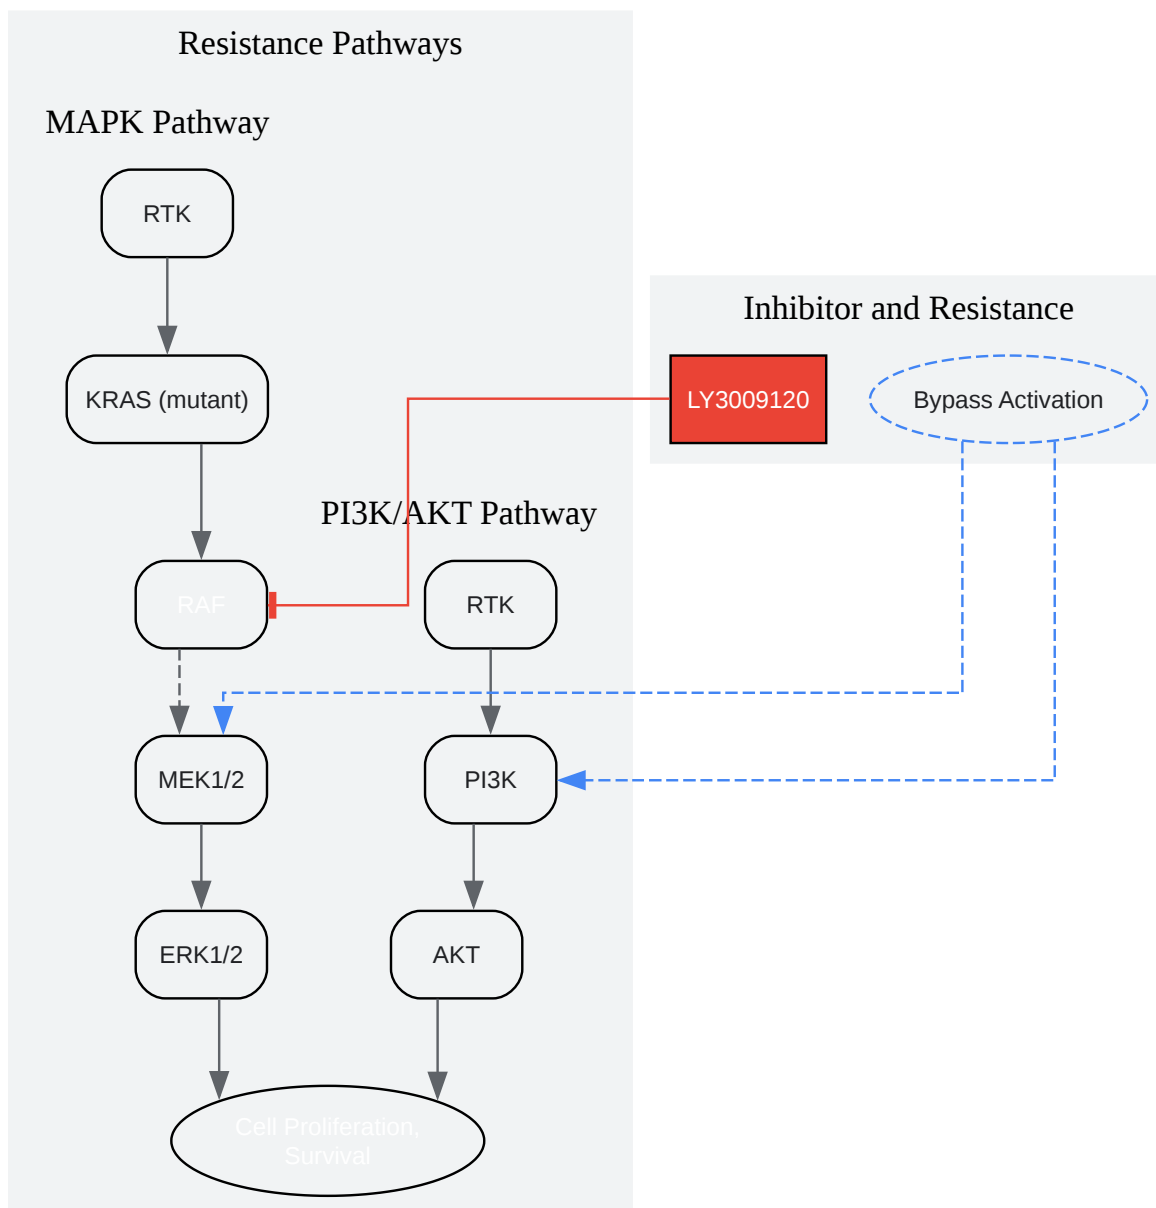 Resistance Pathways
MAPK Pathway
RTK
KRAS (mutant)
RAF
MEK1/2
ERK1/2
PI3K/AKT Pathway
RTK
PI3K
AKT
Cell Proliferation,
Survival
Inhibitor and Resistance
LY3009120
Bypass Activation